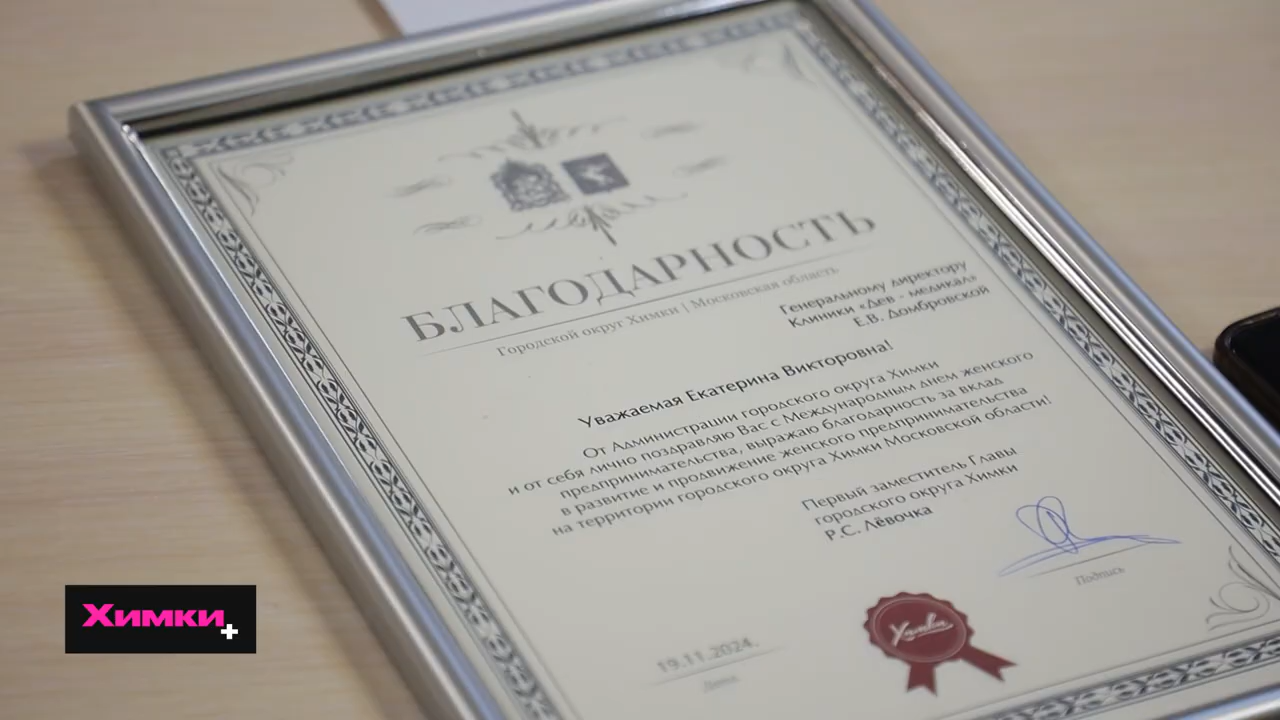 БЛАГОДАРНОСТЬ
Городской округ Химки | Московская область
Генеральному директору
Клиники «Дев - медикал»
Е.В. Домбровской
Уважаемая Екатерина Викторовна!
От Администрации городского округа Химки
и от себя лично поздравляю Вас с Международным днем женского
предпринимательства, выражаю благодарность за вклад
в развитие и продвижение женского предпринимательства
на территории городского округа Химки Московской области!
Первый заместитель Главы
городского округа Химки
Р.С. Лёвочка
Подпись
19.11.2024.
Дата
Химки
Химки+